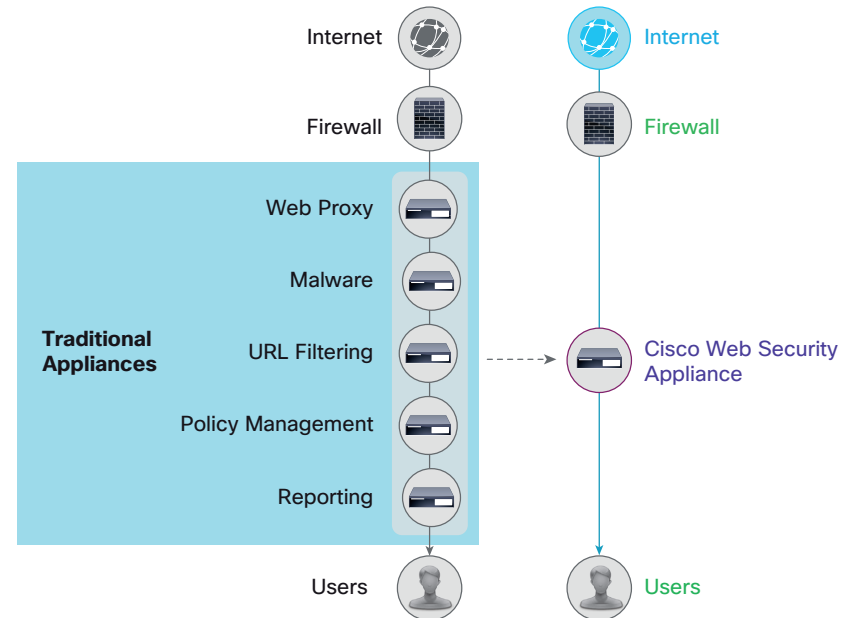 Internet
Internet
Firewall
Firewall
Web Proxy
Malware
Traditional
Appliances
URL Filtering
Cisco Web Security
Appliance
Policy Management
Reporting
Users
Users